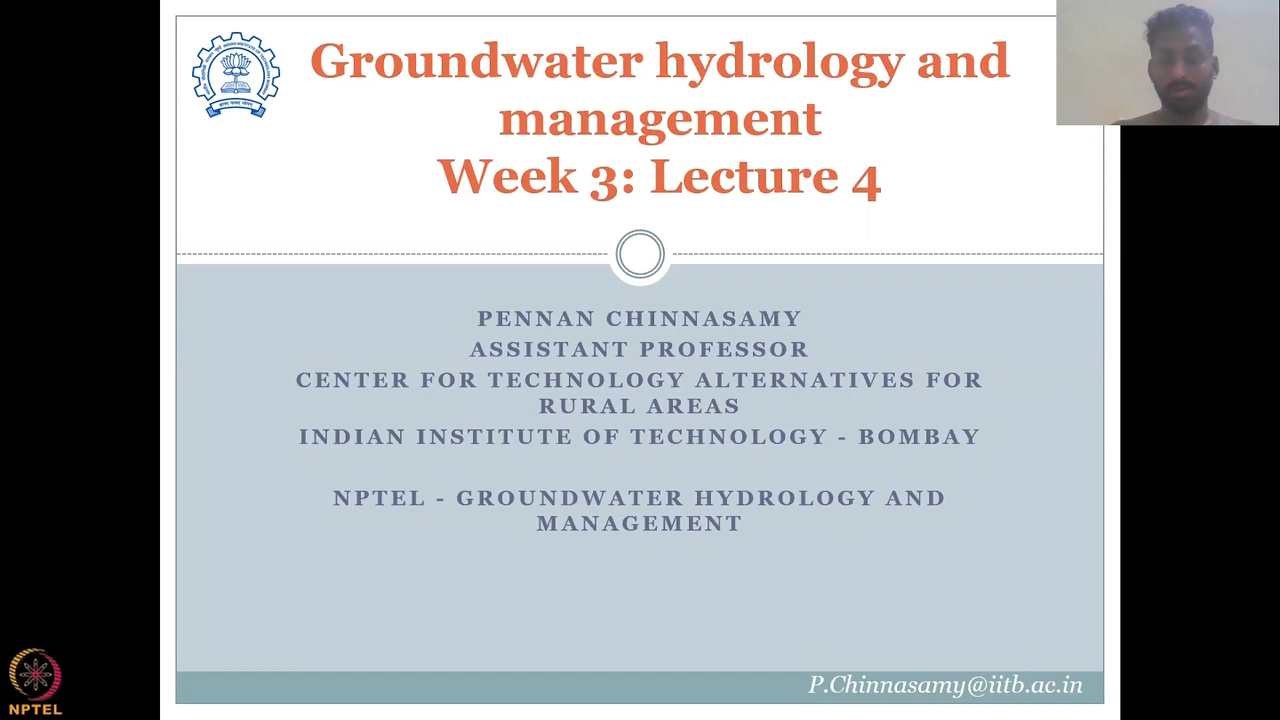 Groundwater hydrology and
management
Week 3: Lecture 4
PENNAN CHINNASAMY
ASSISTANT PROFESSOR
CENTER FOR TECHNOLOGY ALTERNATIVES FOR
RURAL AREAS
INDIAN INSTITUTE OF TECHNOLOGY - BOMBAY
NPTEL - GROUNDWATER HYDROLOGY AND
MANAGEMENT
P.Chinnasamy@iitb.ac.in
NPTEL